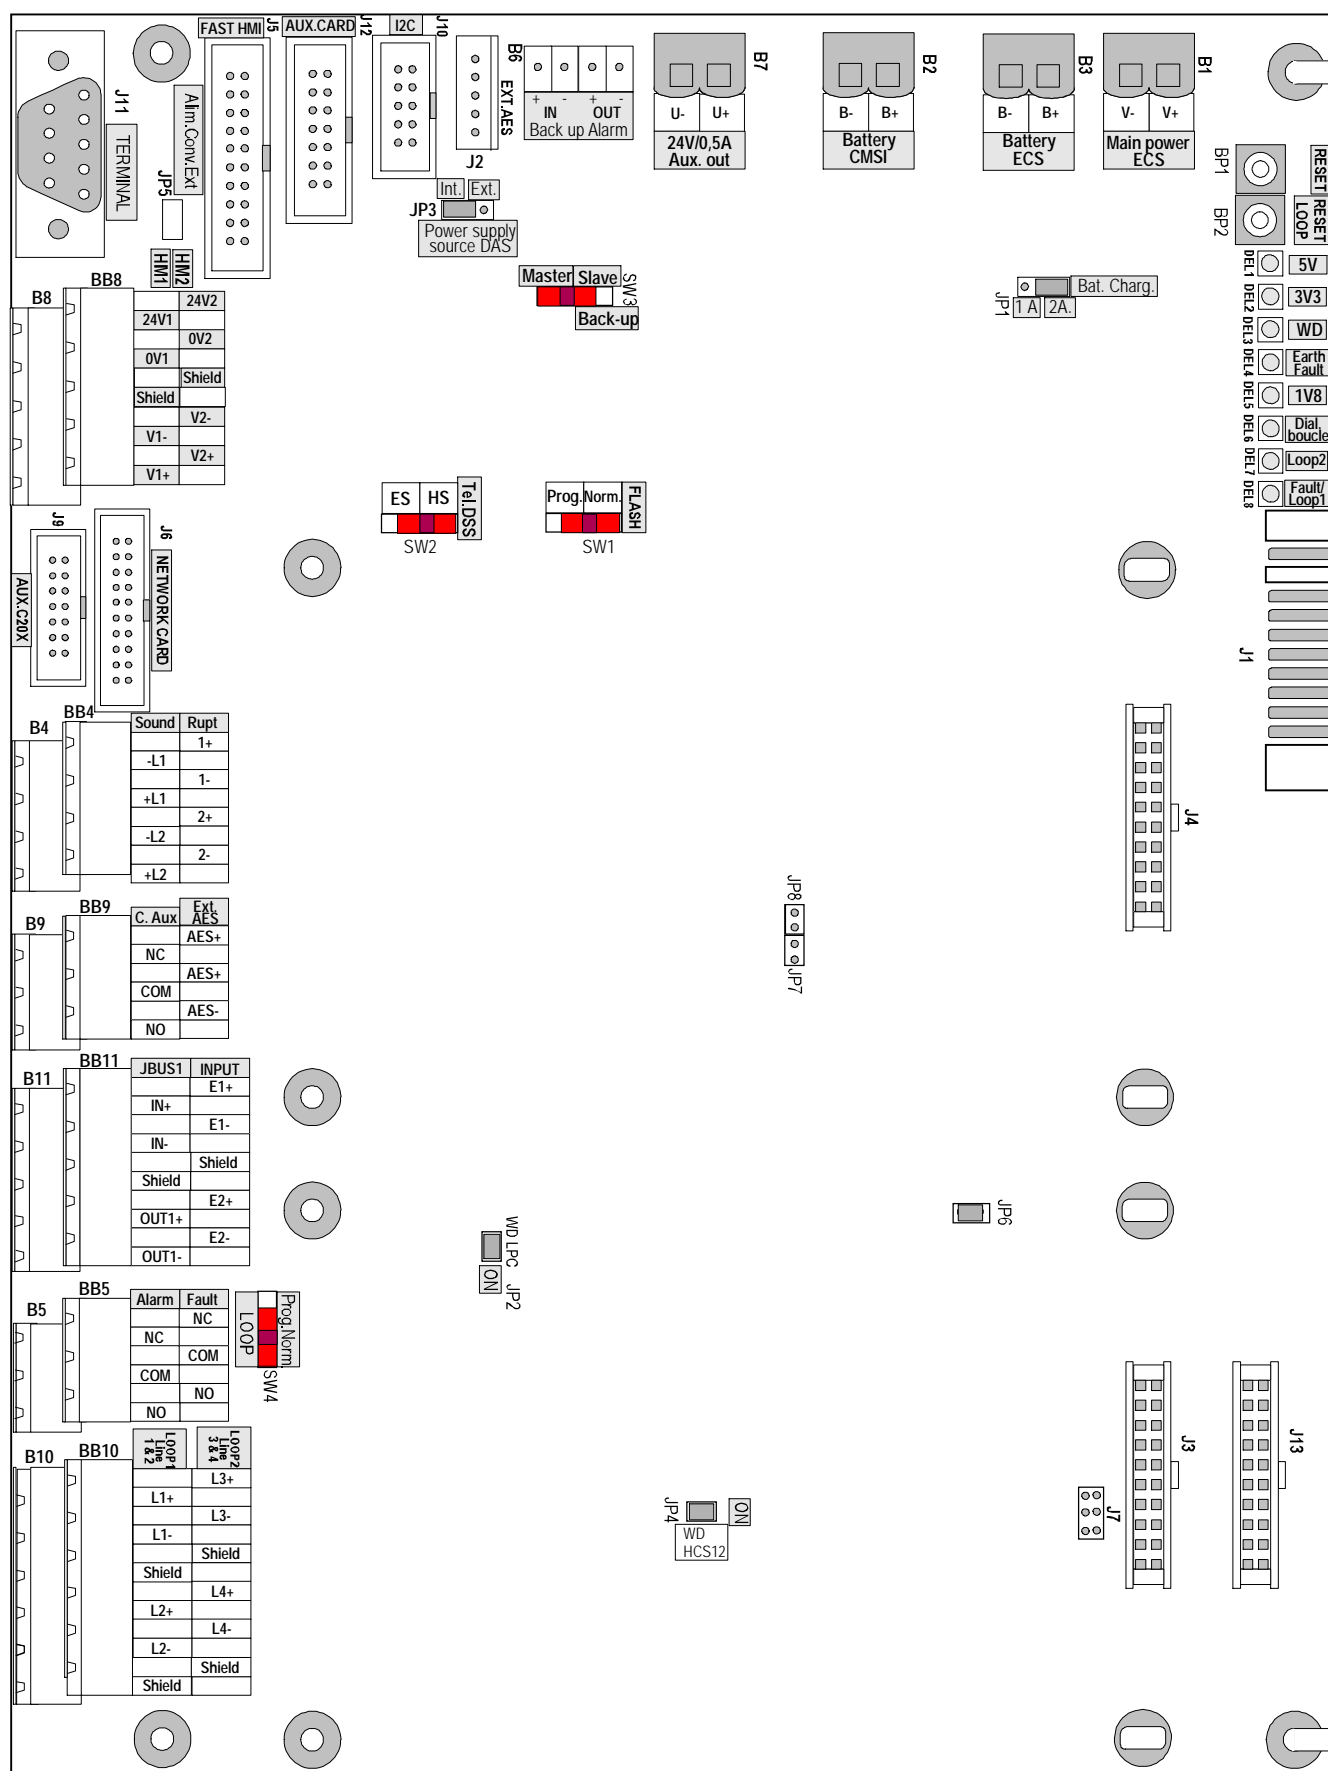 FAST HMI
J5
AUX.CARD
J12
I2C
J10
EXT.AES
J2
B6
+ - + -
IN OUT
Back up Alarm
B7
U- U+
24V/0,5A
Aux. out
B2
B- B+
Battery
CMSI
B3
B- B+
Battery
ECS
B1
V- V+
Main power
ECS
J11
TERMINAL
Alim.Conv.Ext
JP5
HM1
HM2
Int. Ext.
JP3
Power supply
source DAS
Master Slave
SW3
Back-up
JP1
1 A 2A.
Bat. Charg.
BP1
RESET
BP2
RESET
LOOP
DEL1
5V
DEL2
3V3
DEL3
WD
DEL4
Earth
Fault
DEL5
1V8
DEL6
Dial.
boucle
DEL7
Loop2
DEL8
Fault/
Loop1
B8
BB8
24V2
24V1
0V2
0V1
Shield
Shield
V2-
V1-
V2+
V1+
ES HS
Tel.DSS
SW2
Prog. Norm.
FLASH
SW1
J9
AUX.C20X
J6
NETWORK CARD
J1
B4
BB4
Sound Rupt
1+
-L1
1-
+L1
2+
-L2
2-
+L2
J4
B9
BB9
C. Aux
Ext.
AES
AES+
NC
AES+
COM
AES-
NO
JP8
JP7
B11
BB11
JBUS1 INPUT
E1+
IN+
E1-
IN-
Shield
Shield
E2+
OUT1+
E2-
OUT1-
WD LPC
ON
JP2
JP6
B5
BB5
Alarm Fault
NC
NC
COM
COM
NO
NO
Prog.Norm.
LOOP
SW4
B10
BB10
LOOP1
Line
1 & 2
LOOP2
Line
3 & 4
L3+
L1+
L3-
L1-
Shield
Shield
L4+
L2+
L4-
L2-
Shield
Shield
JP4
ON
WD
HCS12
J7
J3
J13